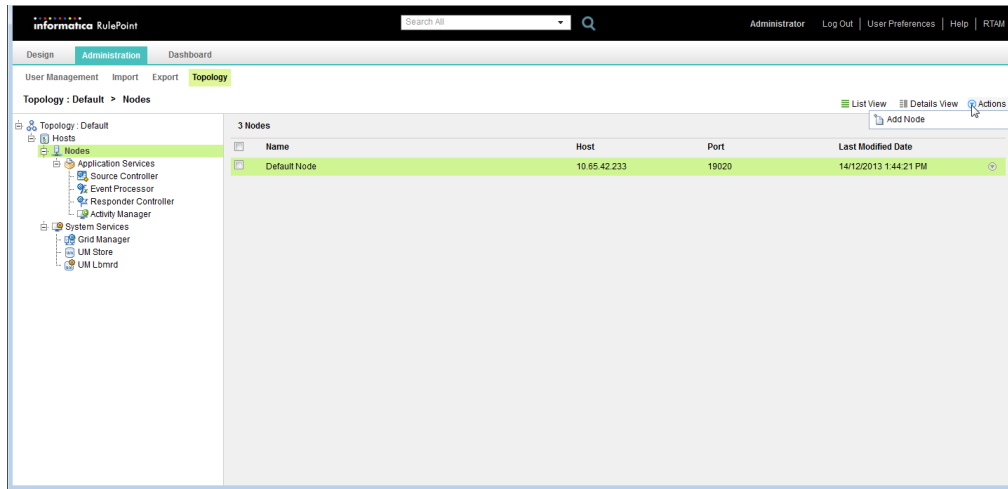 informatica RulePoint Search All Administrator Log Out | User Preferences | Help | RTAM
Design Administration Dashboard
User Management Import Export Topology
Topology : Default > Nodes
List View Details View Actions
Add Node
Topology : Default
Hosts
Nodes
Application Services
Source Controller
Event Processor
Responder Controller
Activity Manager
System Services
Grid Manager
UM Store
UM Lbmrd
3 Nodes
Name Host Port Last Modified Date
Default Node 10.65.42.233 19020 14/12/2013 1:44:21 PM